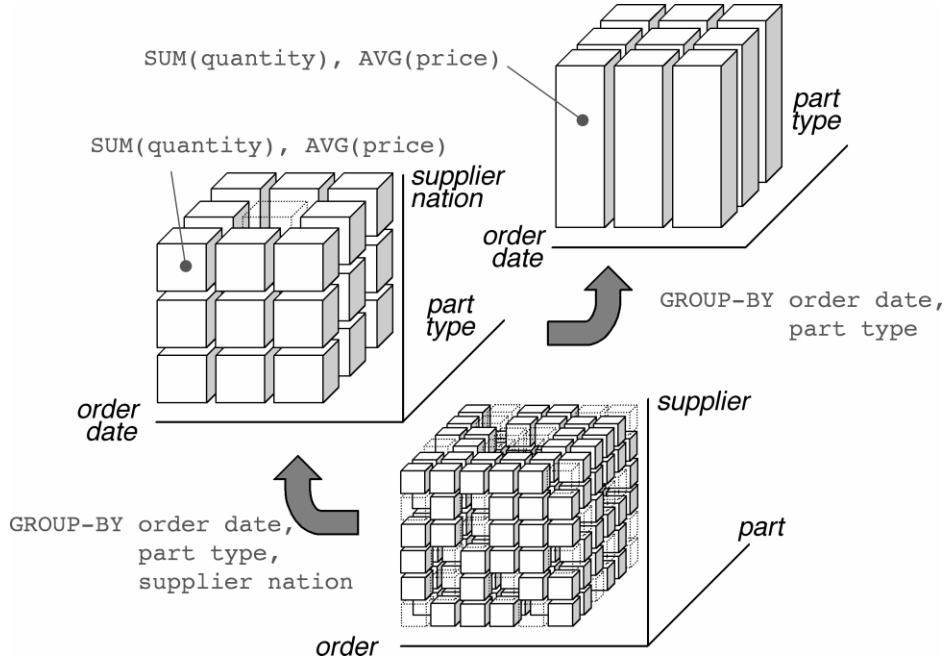 SUM(quantity), AVG(price)
part
type
order
date
SUM(quantity), AVG(price)
supplier
nation
part
type
order
date
GROUP-BY order date,
part type
GROUP-BY order date,
part type,
supplier nation
supplier
part
order